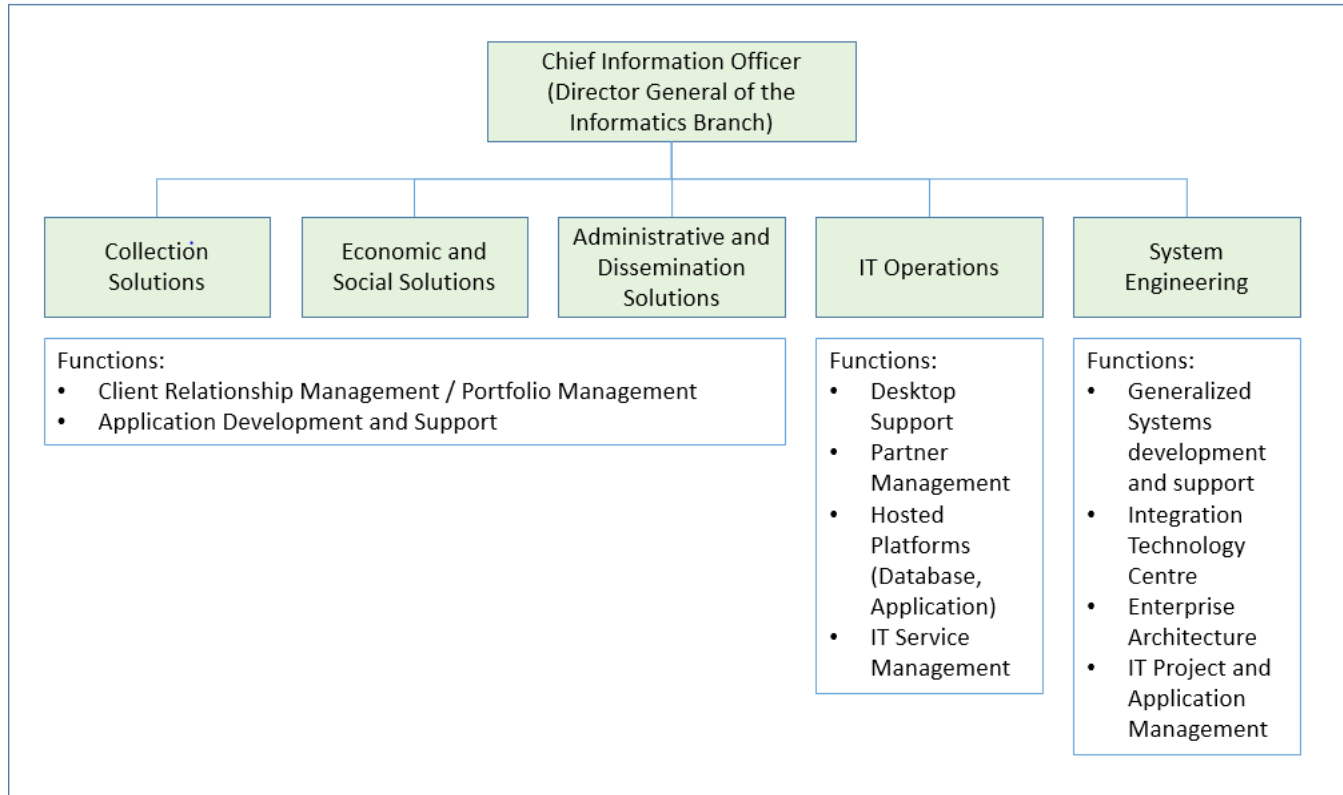 Chief Information Officer
(Director General of the
Informatics Branch)
Collection
Solutions
Economic and
Social Solutions
Administrative and
Dissemination
Solutions
IT Operations
System
Engineering
Functions:
• Client Relationship Management / Portfolio Management
• Application Development and Support
Functions:
• Desktop
Support
• Partner
Management
• Hosted
Platforms
(Database,
Application)
• IT Service
Management
Functions:
• Generalized
Systems
development
and support
• Integration
Technology
Centre
• Enterprise
Architecture
• IT Project and
Application
Management